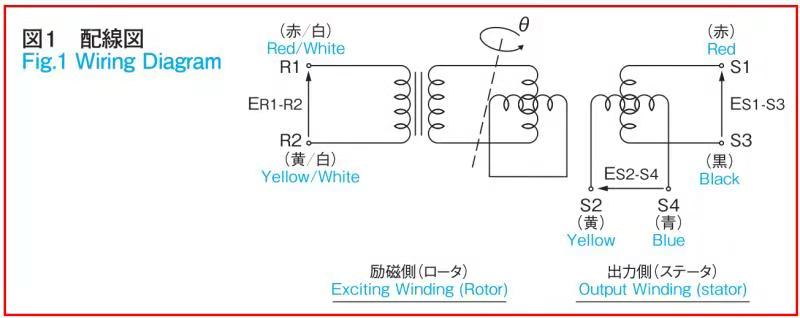 図1 配線図
Fig.1 Wiring Diagram
(赤/白)
Red/White
R1
ER1-R2
R2
(黄/白)
Yellow/White
θ
(赤)
Red
S1
ES1-S3
S3
(黒)
Black
ES2-S4
S2 S4
(黄) (青)
Yellow Blue
励磁側(ロータ)
Exciting Winding (Rotor)
出力側(ステータ)
Output Winding (stator)